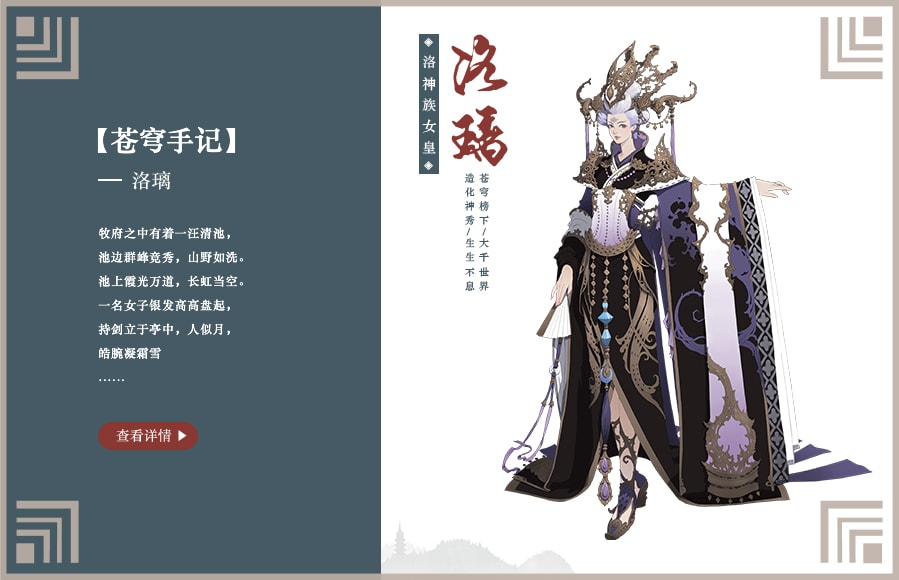 【苍穹手记】
— 洛璃
牧府之中有着一汪清池，
池边群峰竞秀，山野如洗。
池上霞光万道，长虹当空。
一名女子银发高高盘起，
持剑立于亭中，人似月，
皓腕凝霜雪
……
查看详情
洛璃
洛神族女皇
苍穹榜下/大千世界
造化神秀/生生不息